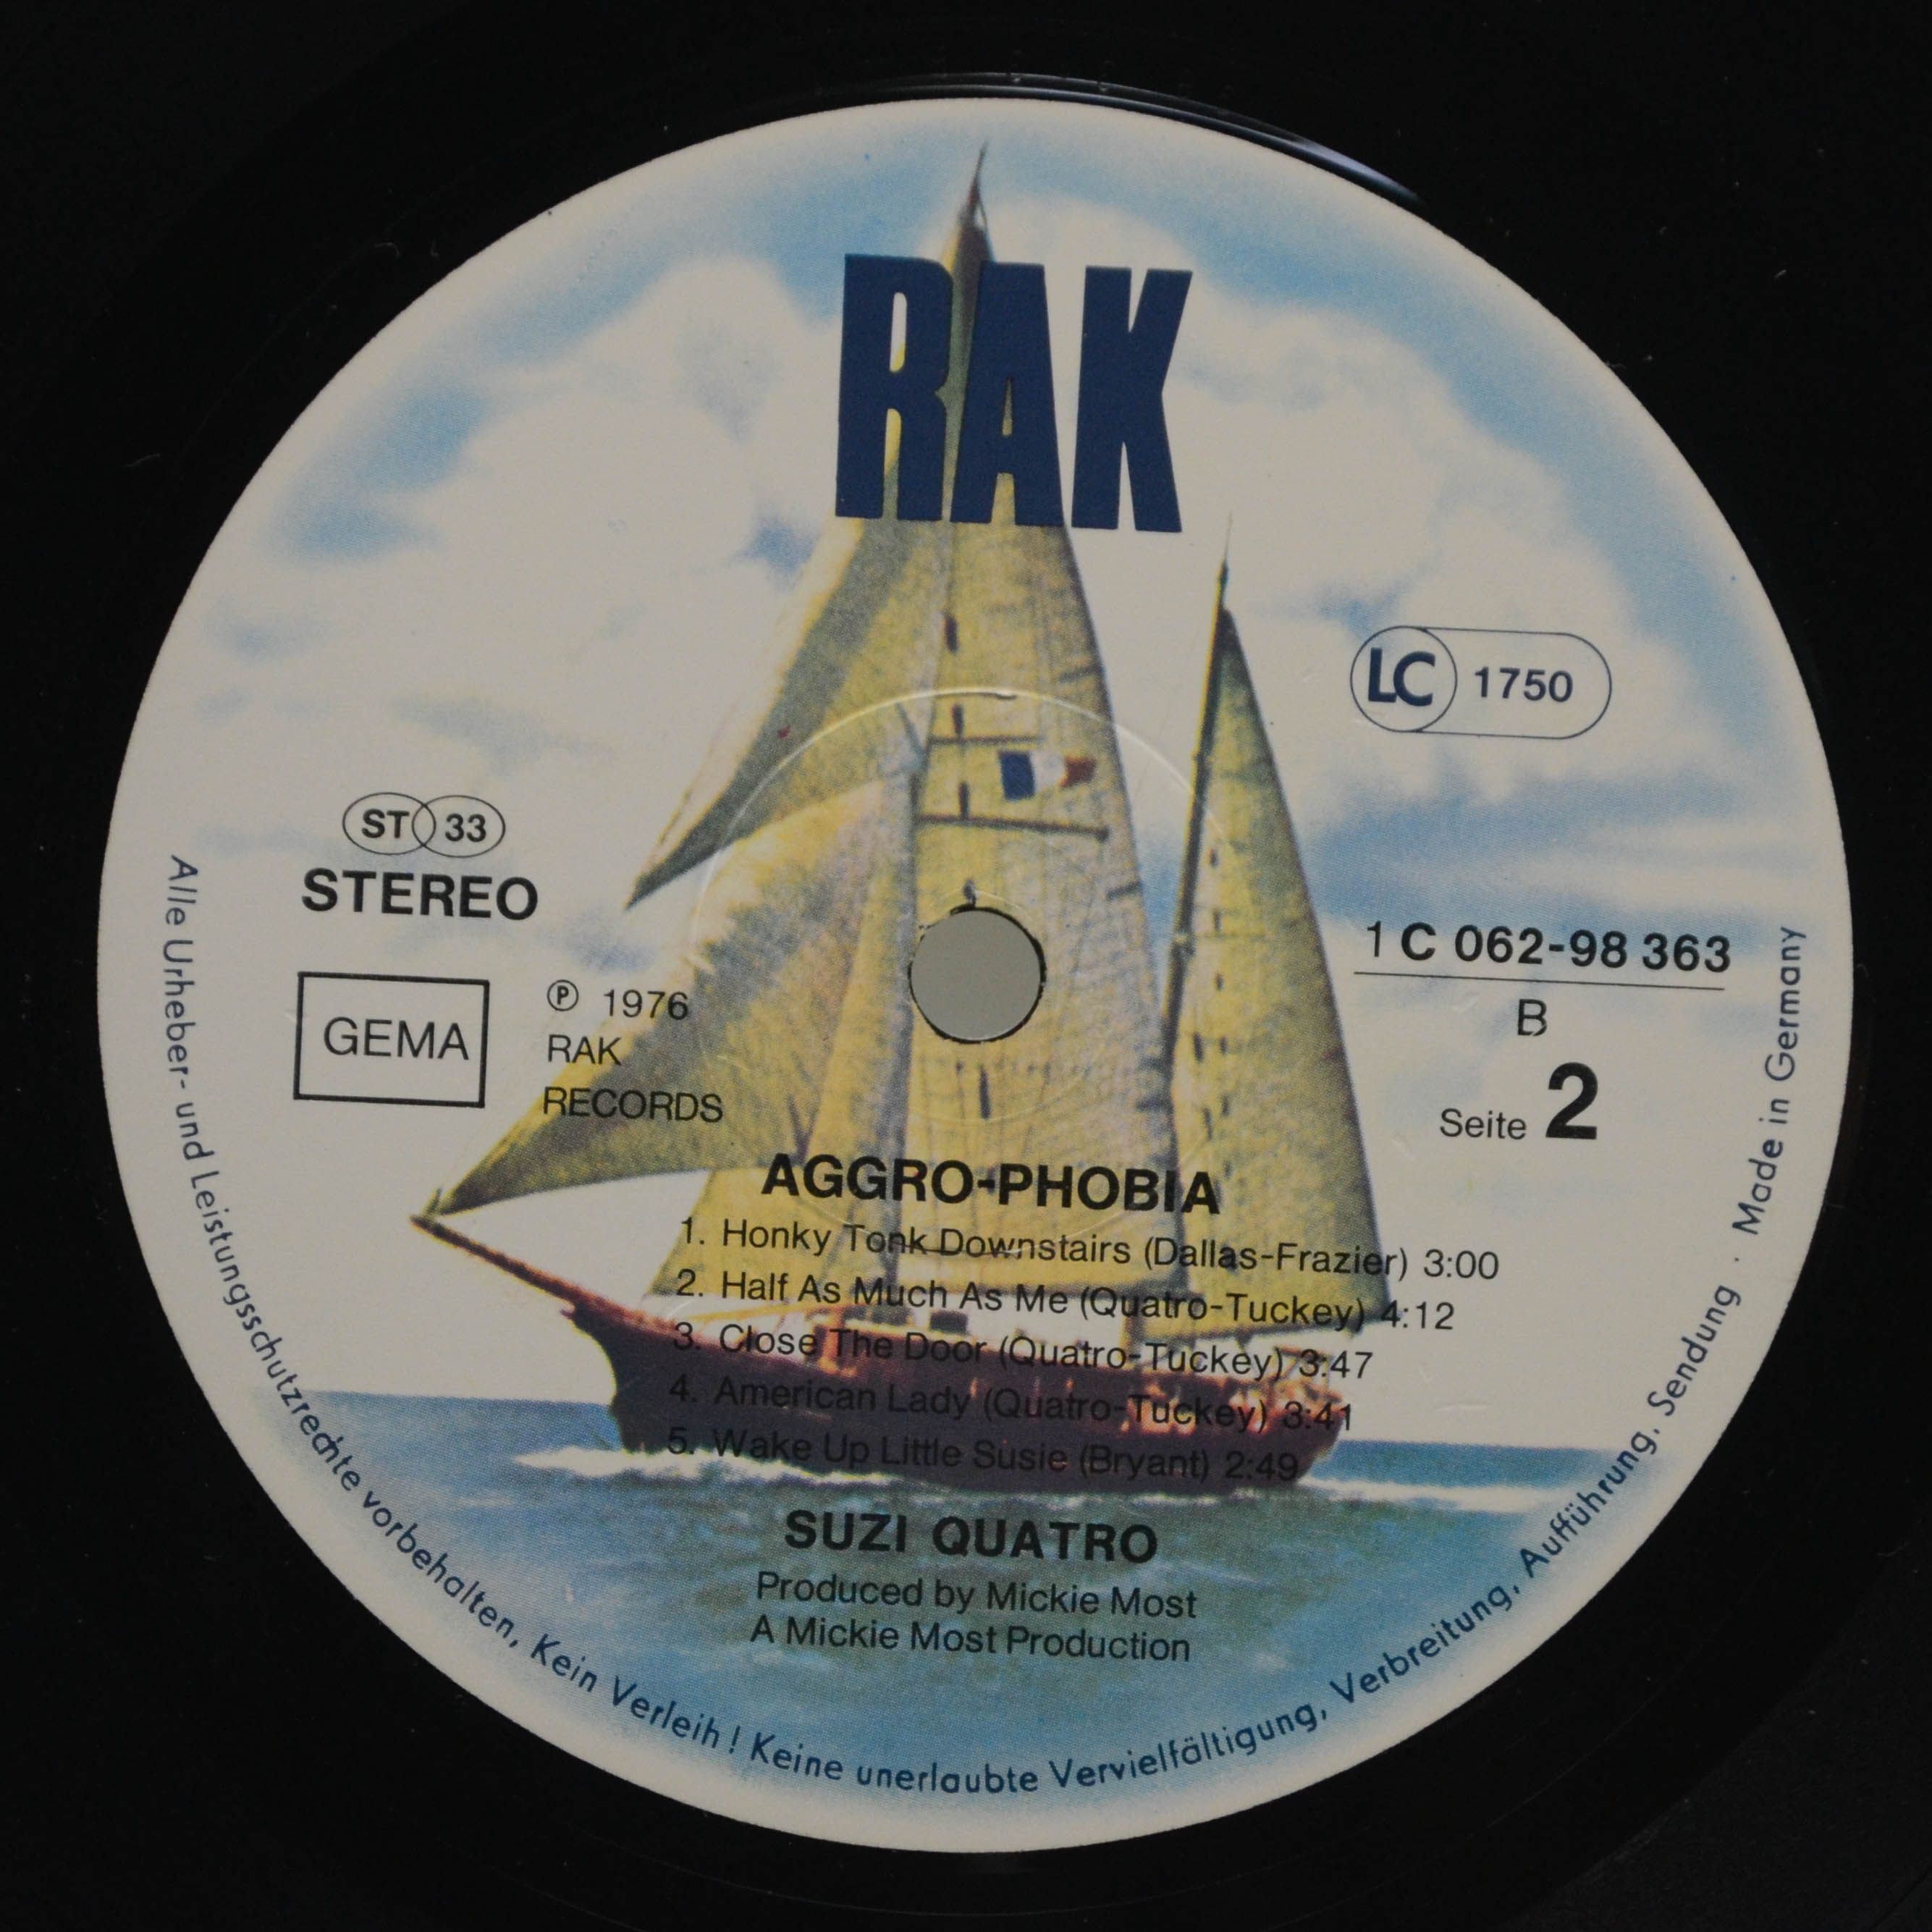 RAK
LC 1750
ST 33
STEREO
GEMA
℗ 1976
RAK
RECORDS
1 C 062-98 363
B
Seite 2
AGGRO-PHOBIA
1. Honky Tonk Downstairs (Dallas-Frazier) 3:00
2. Half As Much As Me (Quatro-Tuckey) 4:12
3. Close The Door (Quatro-Tuckey) 3:47
4. American Lady (Quatro-Tuckey) 3:41
5. Wake Up Little Susie (Bryant) 2:49
SUZI QUATRO
Produced by Mickie Most
A Mickie Most Production
Alle Urheber- und Leistungsschutzrechte vorbehalten, Kein Verleih! Keine unerlaubte Vervielfältigung, Verbreitung, Aufführung, Sendung · Made in Germany